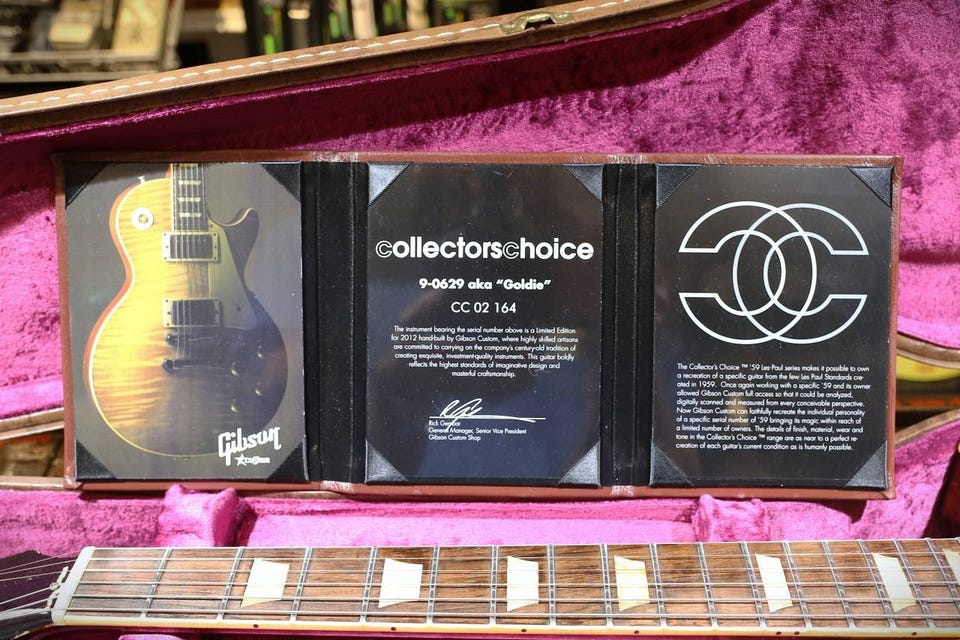 Gibson
Custom
collectorschoice
9-0629 aka “Goldie”
CC 02 164
The instrument bearing the serial number above is a Limited Edition
for 2012 hand-built by Gibson Custom, where highly skilled artisans
are committed to carrying on the company's century-old tradition of
creating exquisite, investment-quality instruments. This guitar boldly
reflects the highest standards of imaginative design and
masterful craftsmanship.
Rick Gembar
General Manager, Senior Vice President
Gibson Custom Shop
The Collector's Choice ™ '59 Les Paul series makes it possible to own
a recreation of a specific guitar from the few Les Paul Standards cre-
ated in 1959. Once again working with a specific '59 and its owner
allowed Gibson Custom full access so that it could be analyzed,
digitally scanned and measured from every conceivable perspective.
Now Gibson Custom can faithfully recreate the individual personality
of a specific serial number of '59 bringing its magic within reach of
a limited number of owners. The details of finish, material, wear and
tone in the Collector's Choice ™ range are as near to a perfect re-
creation of each guitar's current condition as is humanly possible.